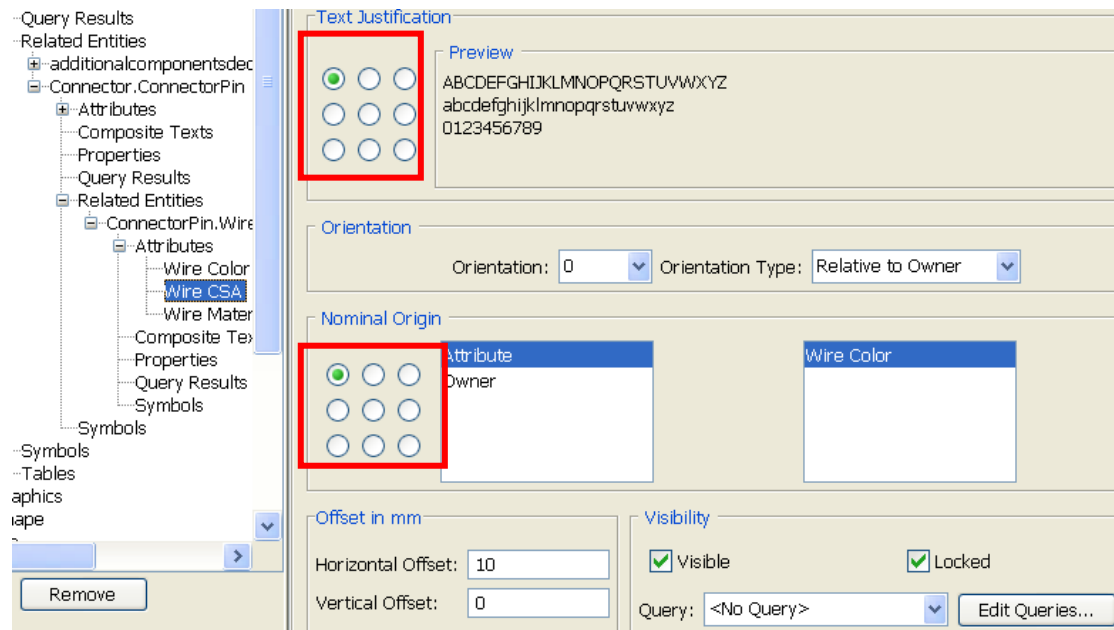 Query Results
Related Entities
additionalcomponentsdec
Connector.ConnectorPin
Attributes
Composite Texts
Properties
Query Results
Related Entities
ConnectorPin.Wire
Attributes
Wire Color
Wire CSA
Wire Mater
Composite Tex
Properties
Query Results
Symbols
Symbols
Symbols
Tables
aphics
Remove
Text Justification
Preview
ABCDEFGHIJKLMNOPQRSTUVWXYZ
abcdefghijklmnopqrstuvwxyz
0123456789
Orientation
Orientation: 0 Orientation Type: Relative to Owner
Nominal Origin
Attribute
Owner
Wire Color
Offset in mm
Horizontal Offset: 10
Vertical Offset: 0
Visibility
Visible Locked
Query: <No Query> Edit Queries...